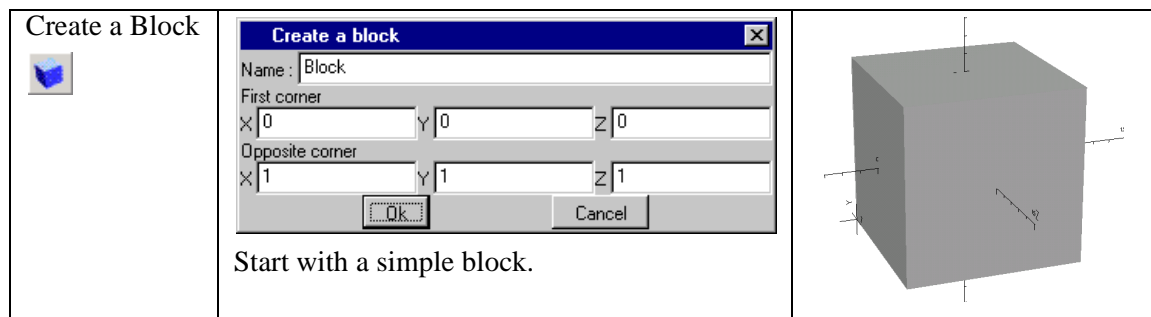 Create a Block
Create a block
Name : Block
First corner
X 0 Y 0 Z 0
Opposite corner
X 1 Y 1 Z 1
Ok Cancel
Start with a simple block.